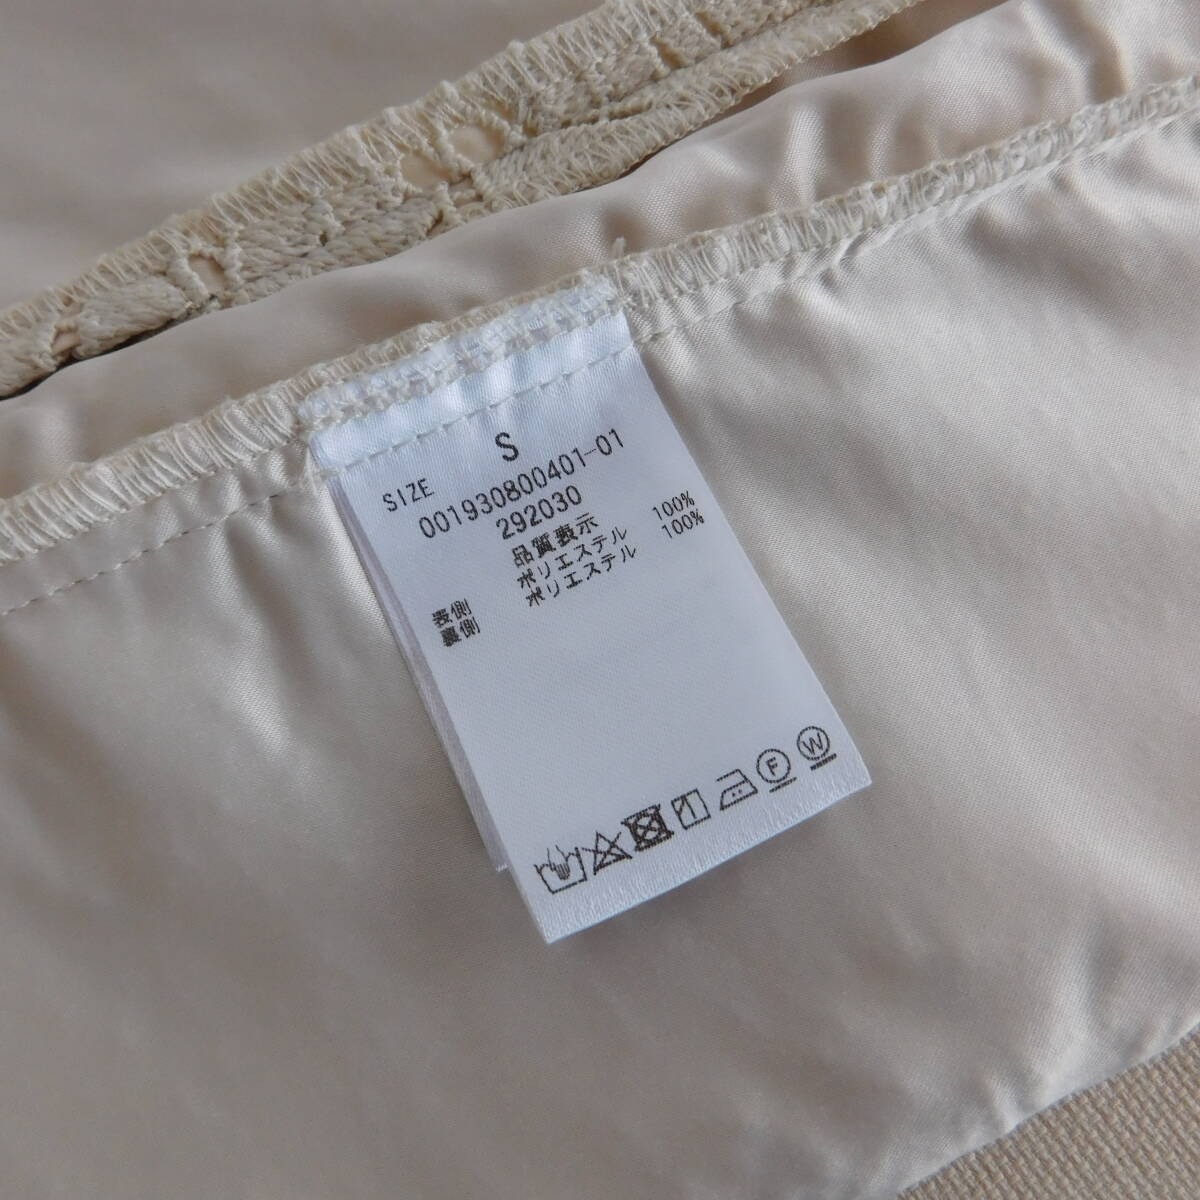 SIZE S
001930800401-01
292030
品質表示
表側 ポリエステル 100%
裏側 ポリエステル 100%
F W